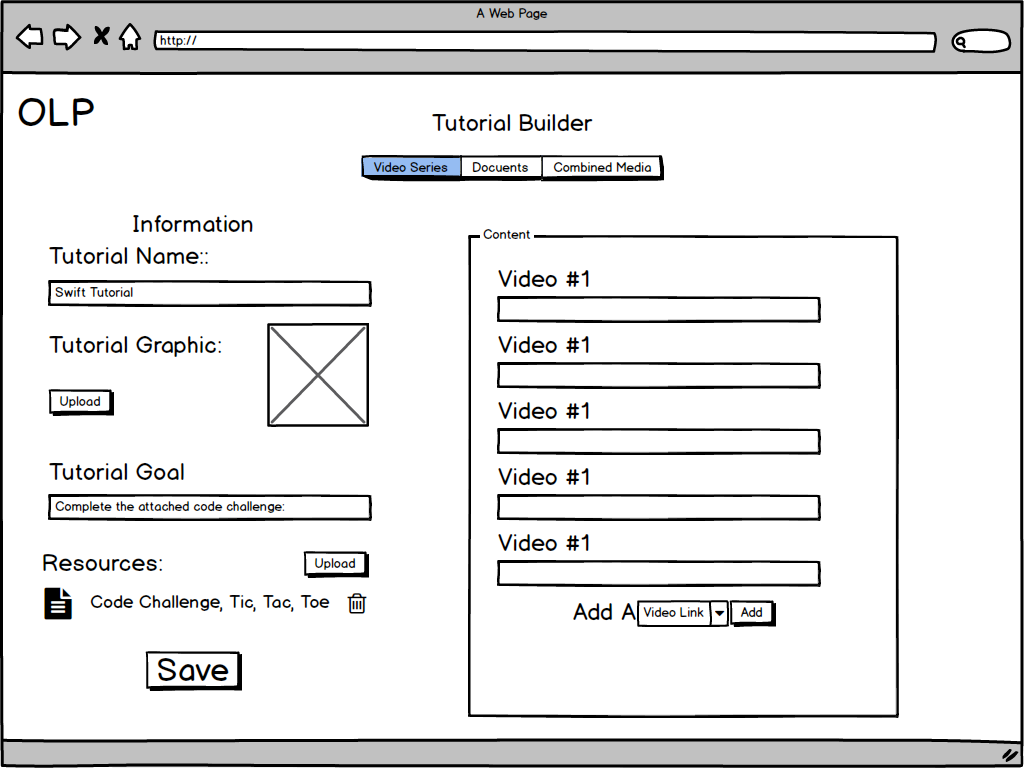 A Web Page
http://
OLP
Tutorial Builder
Video Series
Docuents
Combined Media
Information
Tutorial Name::
Swift Tutorial
Tutorial Graphic:
Upload
Tutorial Goal
Complete the attached code challenge:
Resources:
Upload
Code Challenge, Tic, Tac, Toe
Save
Content
Video #1
Video #1
Video #1
Video #1
Video #1
Add A
Video Link
Add